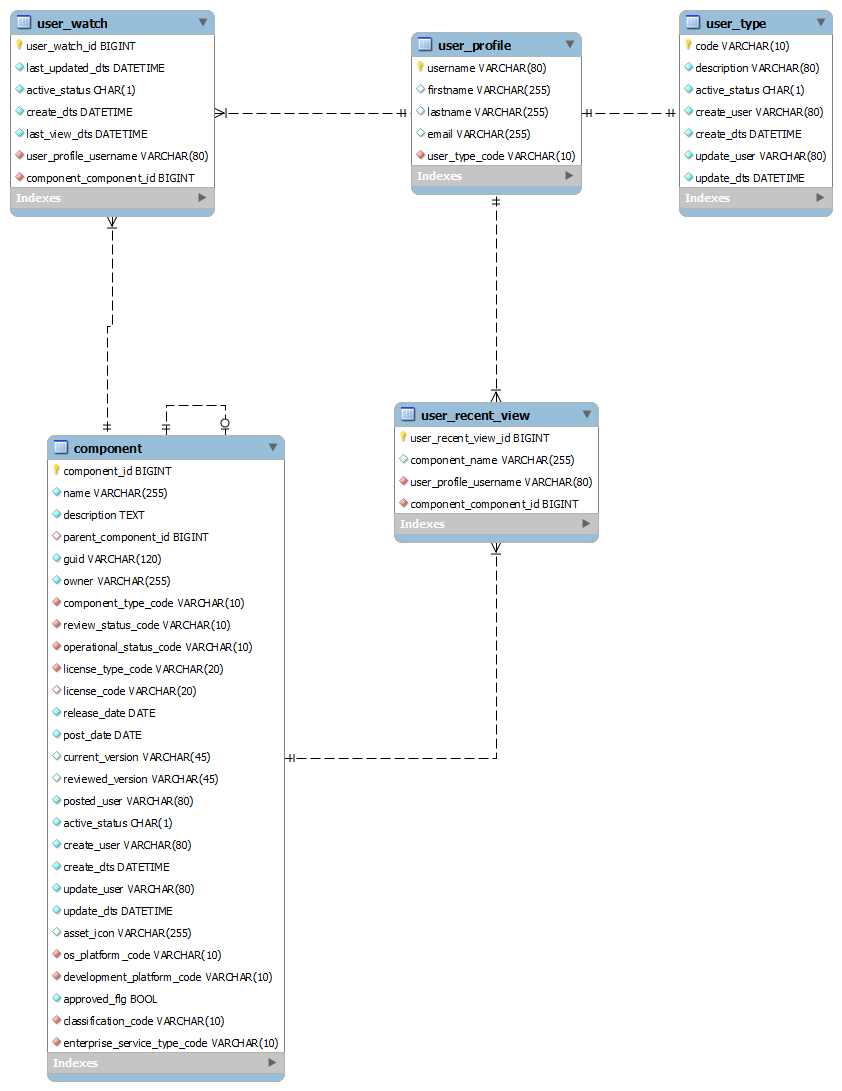 user_watch
user_watch_id BIGINT
last_updated_dts DATETIME
active_status CHAR(1)
create_dts DATETIME
last_view_dts DATETIME
user_profile_username VARCHAR(80)
component_component_id BIGINT
Indexes
user_profile
username VARCHAR(80)
firstname VARCHAR(255)
lastname VARCHAR(255)
email VARCHAR(255)
user_type_code VARCHAR(10)
Indexes
user_type
code VARCHAR(10)
description VARCHAR(80)
active_status CHAR(1)
create_user VARCHAR(80)
create_dts DATETIME
update_user VARCHAR(80)
update_dts DATETIME
Indexes
user_recent_view
user_recent_view_id BIGINT
component_name VARCHAR(255)
user_profile_username VARCHAR(80)
component_component_id BIGINT
Indexes
component
component_id BIGINT
name VARCHAR(255)
description TEXT
parent_component_id BIGINT
guid VARCHAR(120)
owner VARCHAR(255)
component_type_code VARCHAR(10)
review_status_code VARCHAR(10)
operational_status_code VARCHAR(10)
license_type_code VARCHAR(20)
license_code VARCHAR(20)
release_date DATE
post_date DATE
current_version VARCHAR(45)
reviewed_version VARCHAR(45)
posted_user VARCHAR(80)
active_status CHAR(1)
create_user VARCHAR(80)
create_dts DATETIME
update_user VARCHAR(80)
update_dts DATETIME
asset_icon VARCHAR(255)
os_platform_code VARCHAR(10)
development_platform_code VARCHAR(10)
approved_flg BOOL
classification_code VARCHAR(10)
enterprise_service_type_code VARCHAR(10)
Indexes